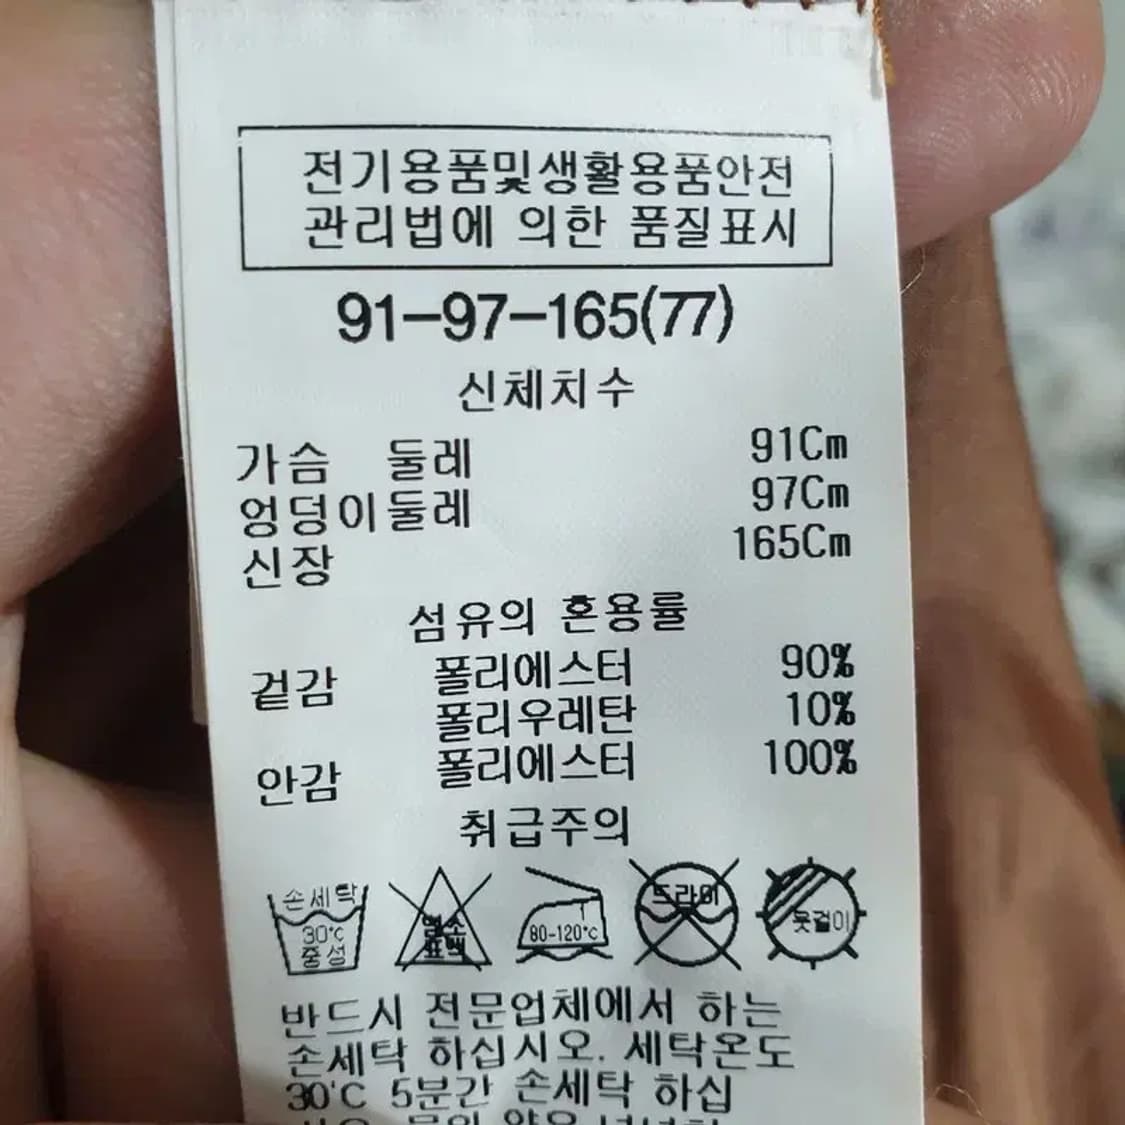 전기용품및생활용품안전
관리법에 의한 품질표시
91-97-165(77)
신체치수
가슴 둘레 91Cm
엉덩이둘레 97Cm
신장 165Cm
섬유의 혼용률
겉감 폴리에스터 90%
폴리우레탄 10%
안감 폴리에스터 100%
취급주의
손세탁
30℃
중성
염소
표백
80-120℃
드라이
옷걸이
반드시 전문업체에서 하는
손세탁 하십시오. 세탁온도
30℃ 5분간 손세탁 하십